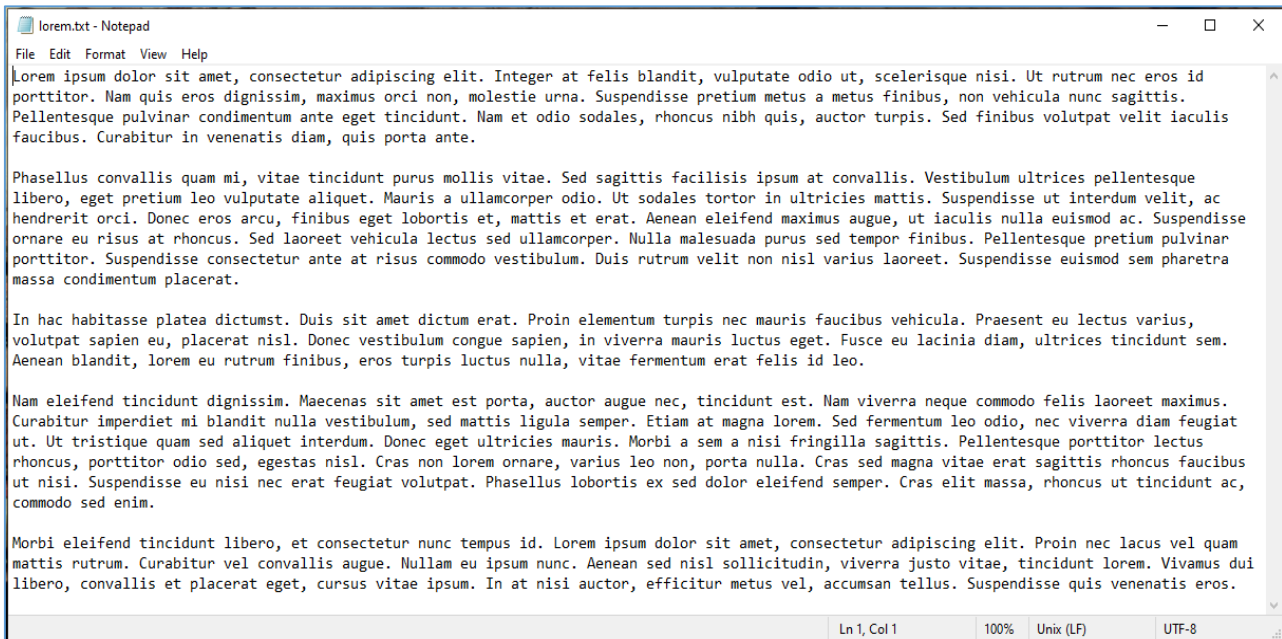 lorem.txt - Notepad
File Edit Format View Help
Lorem ipsum dolor sit amet, consectetur adipiscing elit. Integer at felis blandit, vulputate odio ut, scelerisque nisi. Ut rutrum nec eros id
porttitor. Nam quis eros dignissim, maximus orci non, molestie urna. Suspendisse pretium metus a metus finibus, non vehicula nunc sagittis.
Pellentesque pulvinar condimentum ante eget tincidunt. Nam et odio sodales, rhoncus nibh quis, auctor turpis. Sed finibus volutpat velit iaculis
faucibus. Curabitur in venenatis diam, quis porta ante.
Phasellus convallis quam mi, vitae tincidunt purus mollis vitae. Sed sagittis facilisis ipsum at convallis. Vestibulum ultrices pellentesque
libero, eget pretium leo vulputate aliquet. Mauris a ullamcorper odio. Ut sodales tortor in ultricies mattis. Suspendisse ut interdum velit, ac
hendrerit orci. Donec eros arcu, finibus eget lobortis et, mattis et erat. Aenean eleifend maximus augue, ut iaculis nulla euismod ac. Suspendisse
ornare eu risus at rhoncus. Sed laoreet vehicula lectus sed ullamcorper. Nulla malesuada purus sed tempor finibus. Pellentesque pretium pulvinar
porttitor. Suspendisse consectetur ante at risus commodo vestibulum. Duis rutrum velit non nisl varius laoreet. Suspendisse euismod sem pharetra
massa condimentum placerat.
In hac habitasse platea dictumst. Duis sit amet dictum erat. Proin elementum turpis nec mauris faucibus vehicula. Praesent eu lectus varius,
volutpat sapien eu, placerat nisl. Donec vestibulum congue sapien, in viverra mauris luctus eget. Fusce eu lacinia diam, ultrices tincidunt sem.
Aenean blandit, lorem eu rutrum finibus, eros turpis luctus nulla, vitae fermentum erat felis id leo.
Nam eleifend tincidunt dignissim. Maecenas sit amet est porta, auctor augue nec, tincidunt est. Nam viverra neque commodo felis laoreet maximus.
Curabitur imperdiet mi blandit nulla vestibulum, sed mattis ligula semper. Etiam at magna lorem. Sed fermentum leo odio, nec viverra diam feugiat
ut. Ut tristique quam sed aliquet interdum. Donec eget ultricies mauris. Morbi a sem a nisi fringilla sagittis. Pellentesque porttitor lectus
rhoncus, porttitor odio sed, egestas nisl. Cras non lorem ornare, varius leo non, porta nulla. Cras sed magna vitae erat sagittis rhoncus faucibus
ut nisi. Suspendisse eu nisi nec erat feugiat volutpat. Phasellus lobortis ex sed dolor eleifend semper. Cras elit massa, rhoncus ut tincidunt ac,
commodo sed enim.
Morbi eleifend tincidunt libero, et consectetur nunc tempus id. Lorem ipsum dolor sit amet, consectetur adipiscing elit. Proin nec lacus vel quam
mattis rutrum. Curabitur vel convallis augue. Nullam eu ipsum nunc. Aenean sed nisl sollicitudin, viverra justo vitae, tincidunt lorem. Vivamus dui
libero, convallis et placerat eget, cursus vitae ipsum. In at nisi auctor, efficitur metus vel, accumsan tellus. Suspendisse quis venenatis eros.
Ln 1, Col 1 100% Unix (LF) UTF-8